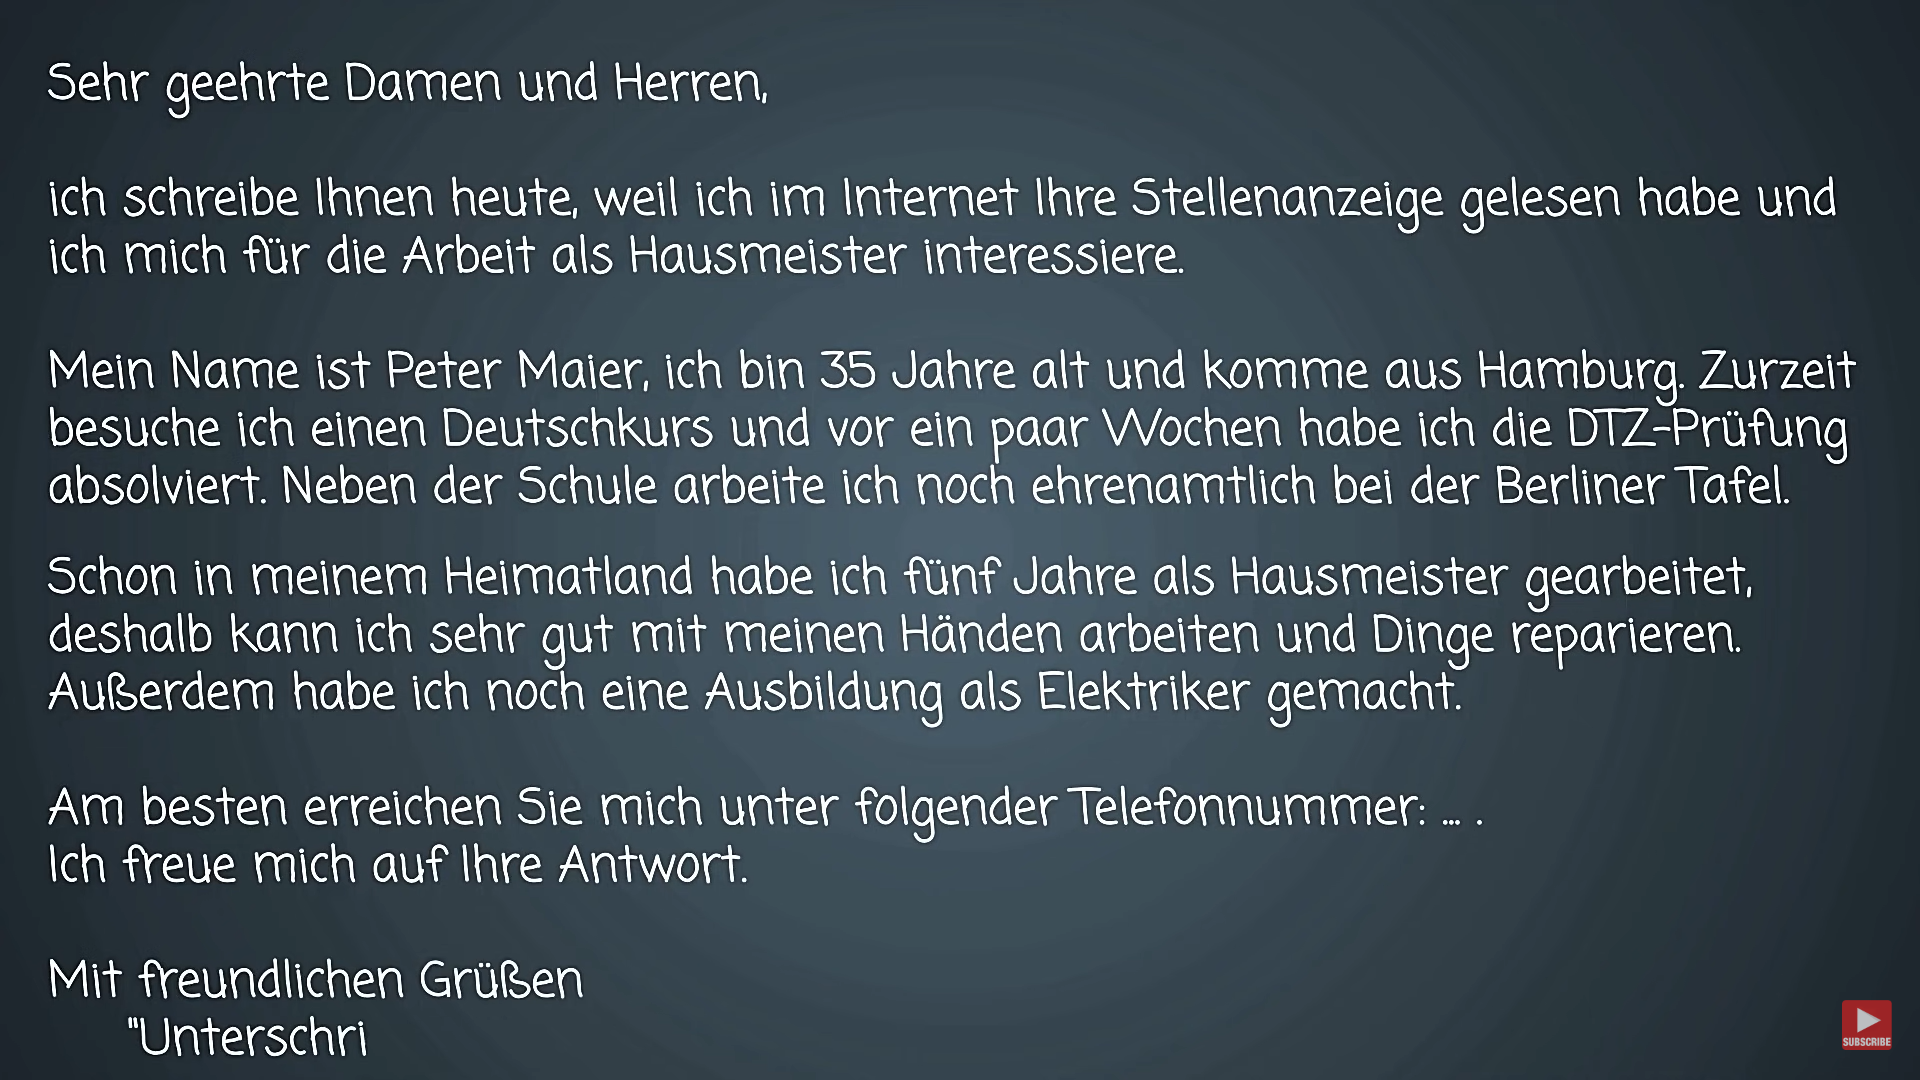 Sehr geehrte Damen und Herren,
ich schreibe Ihnen heute, weil ich im Internet Ihre Stellenanzeige gelesen habe und
ich mich für die Arbeit als Hausmeister interessiere.
Mein Name ist Peter Maier, ich bin 35 Jahre alt und komme aus Hamburg. Zurzeit
besuche ich einen Deutschkurs und vor ein paar Wochen habe ich die DTZ-Prüfung
absolviert. Neben der Schule arbeite ich noch ehrenamtlich bei der Berliner Tafel.
Schon in meinem Heimatland habe ich fünf Jahre als Hausmeister gearbeitet,
deshalb kann ich sehr gut mit meinen Händen arbeiten und Dinge reparieren.
Außerdem habe ich noch eine Ausbildung als Elektriker gemacht.
Am besten erreichen Sie mich unter folgender Telefonnummer: ... .
Ich freue mich auf Ihre Antwort.
Mit freundlichen Grüßen
"Unterschri
SUBSCRIBE